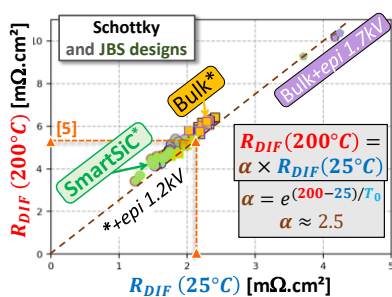 Schottky
and JBS designs
R_DIF (200°C) [mΩ.cm²]
10
8
6
4
2
0
[5]
Bulk*
SmartSiC*
*+epi 1.2kV
Bulk+epi 1.7kV
R_DIF(200°C) =
α × R_DIF(25°C)
α = e^(200−25)/T₀
α ≈ 2.5
0 1 2 3 4 5
R_DIF (25°C) [mΩ.cm²]